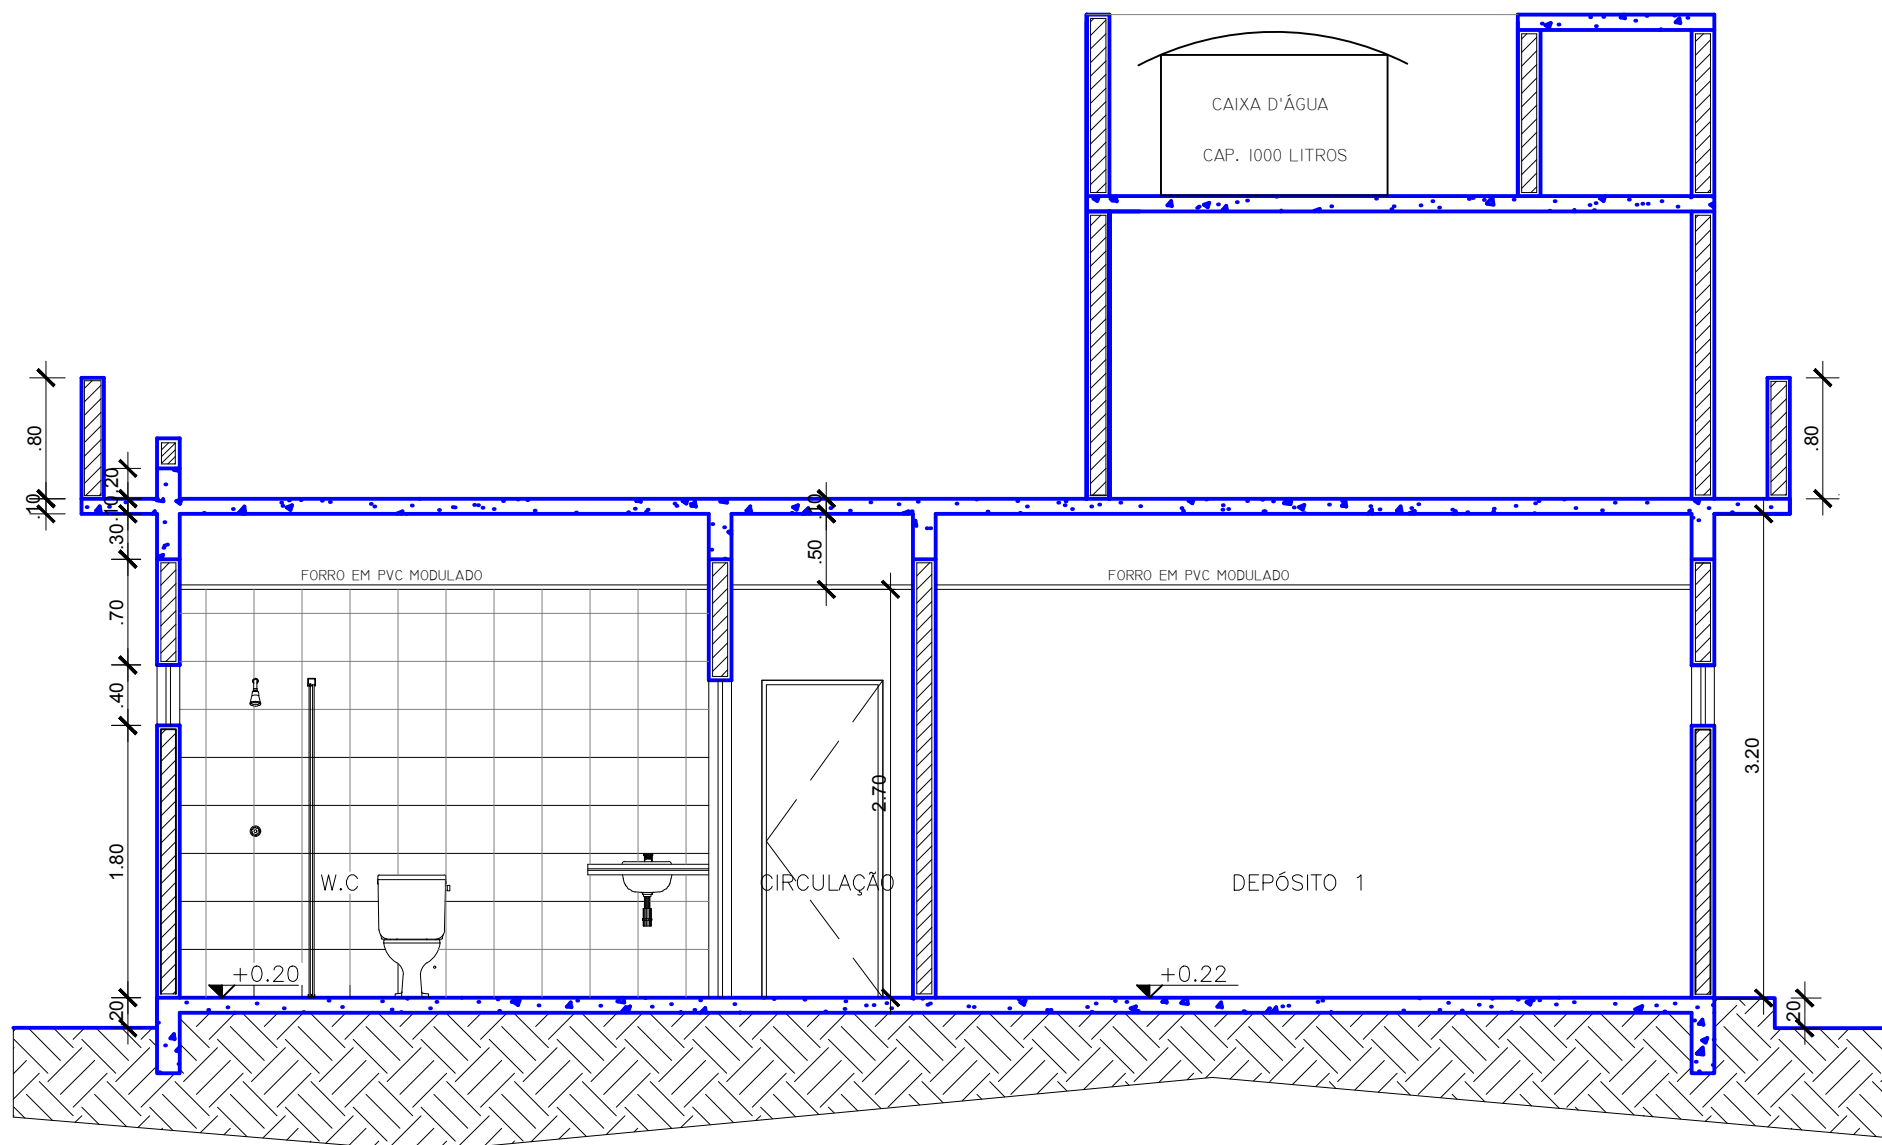 CAIXA D'ÁGUA
CAP. 1000 LITROS
.80
.80
.20
.10
.10
.10
.30
.50
FORRO EM PVC MODULADO
FORRO EM PVC MODULADO
.70
.40
3.20
2.70
1.80
W.C
CIRCULAÇÃO
DEPÓSITO 1
+0.20
+0.22
.20
.20